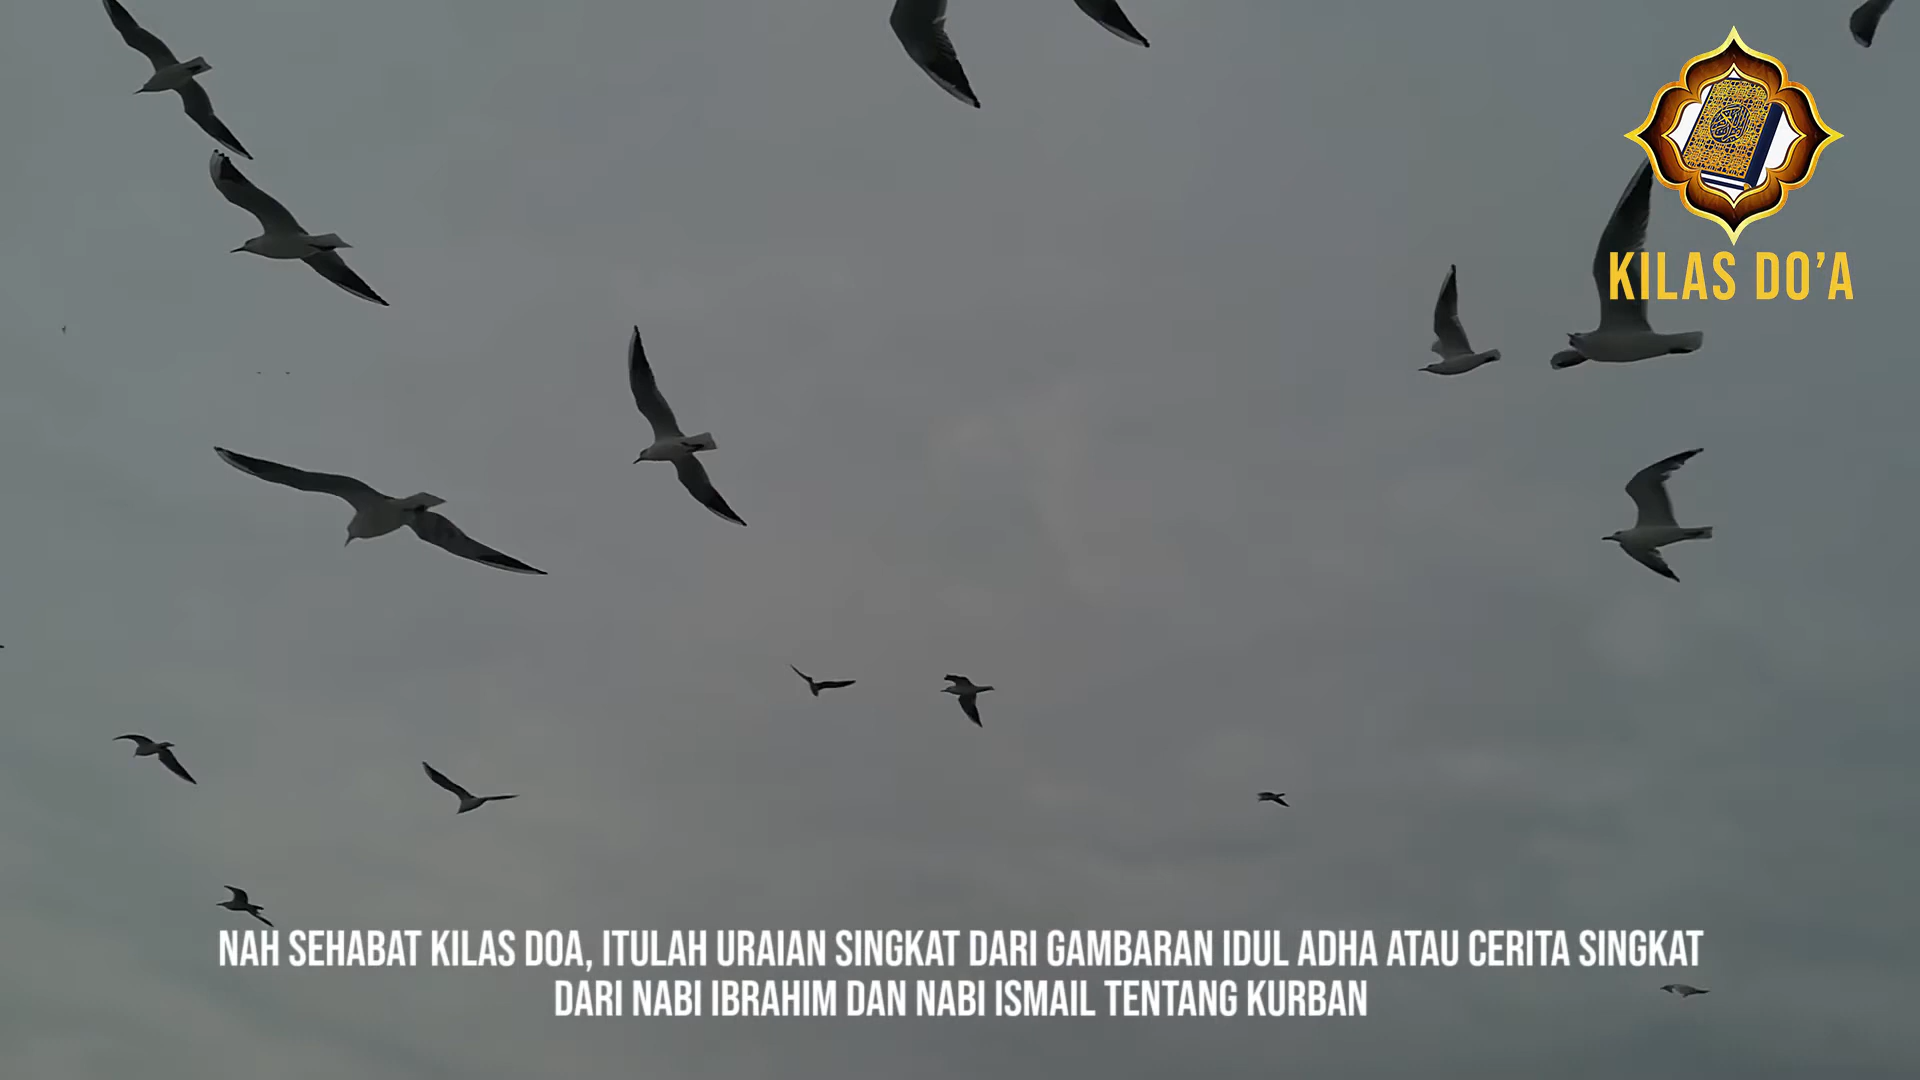 KILAS DO'A
NAH SEHABAT KILAS DOA, ITULAH URAIAN SINGKAT DARI GAMBARAN IDUL ADHA ATAU CERITA SINGKAT
DARI NABI IBRAHIM DAN NABI ISMAIL TENTANG KURBAN